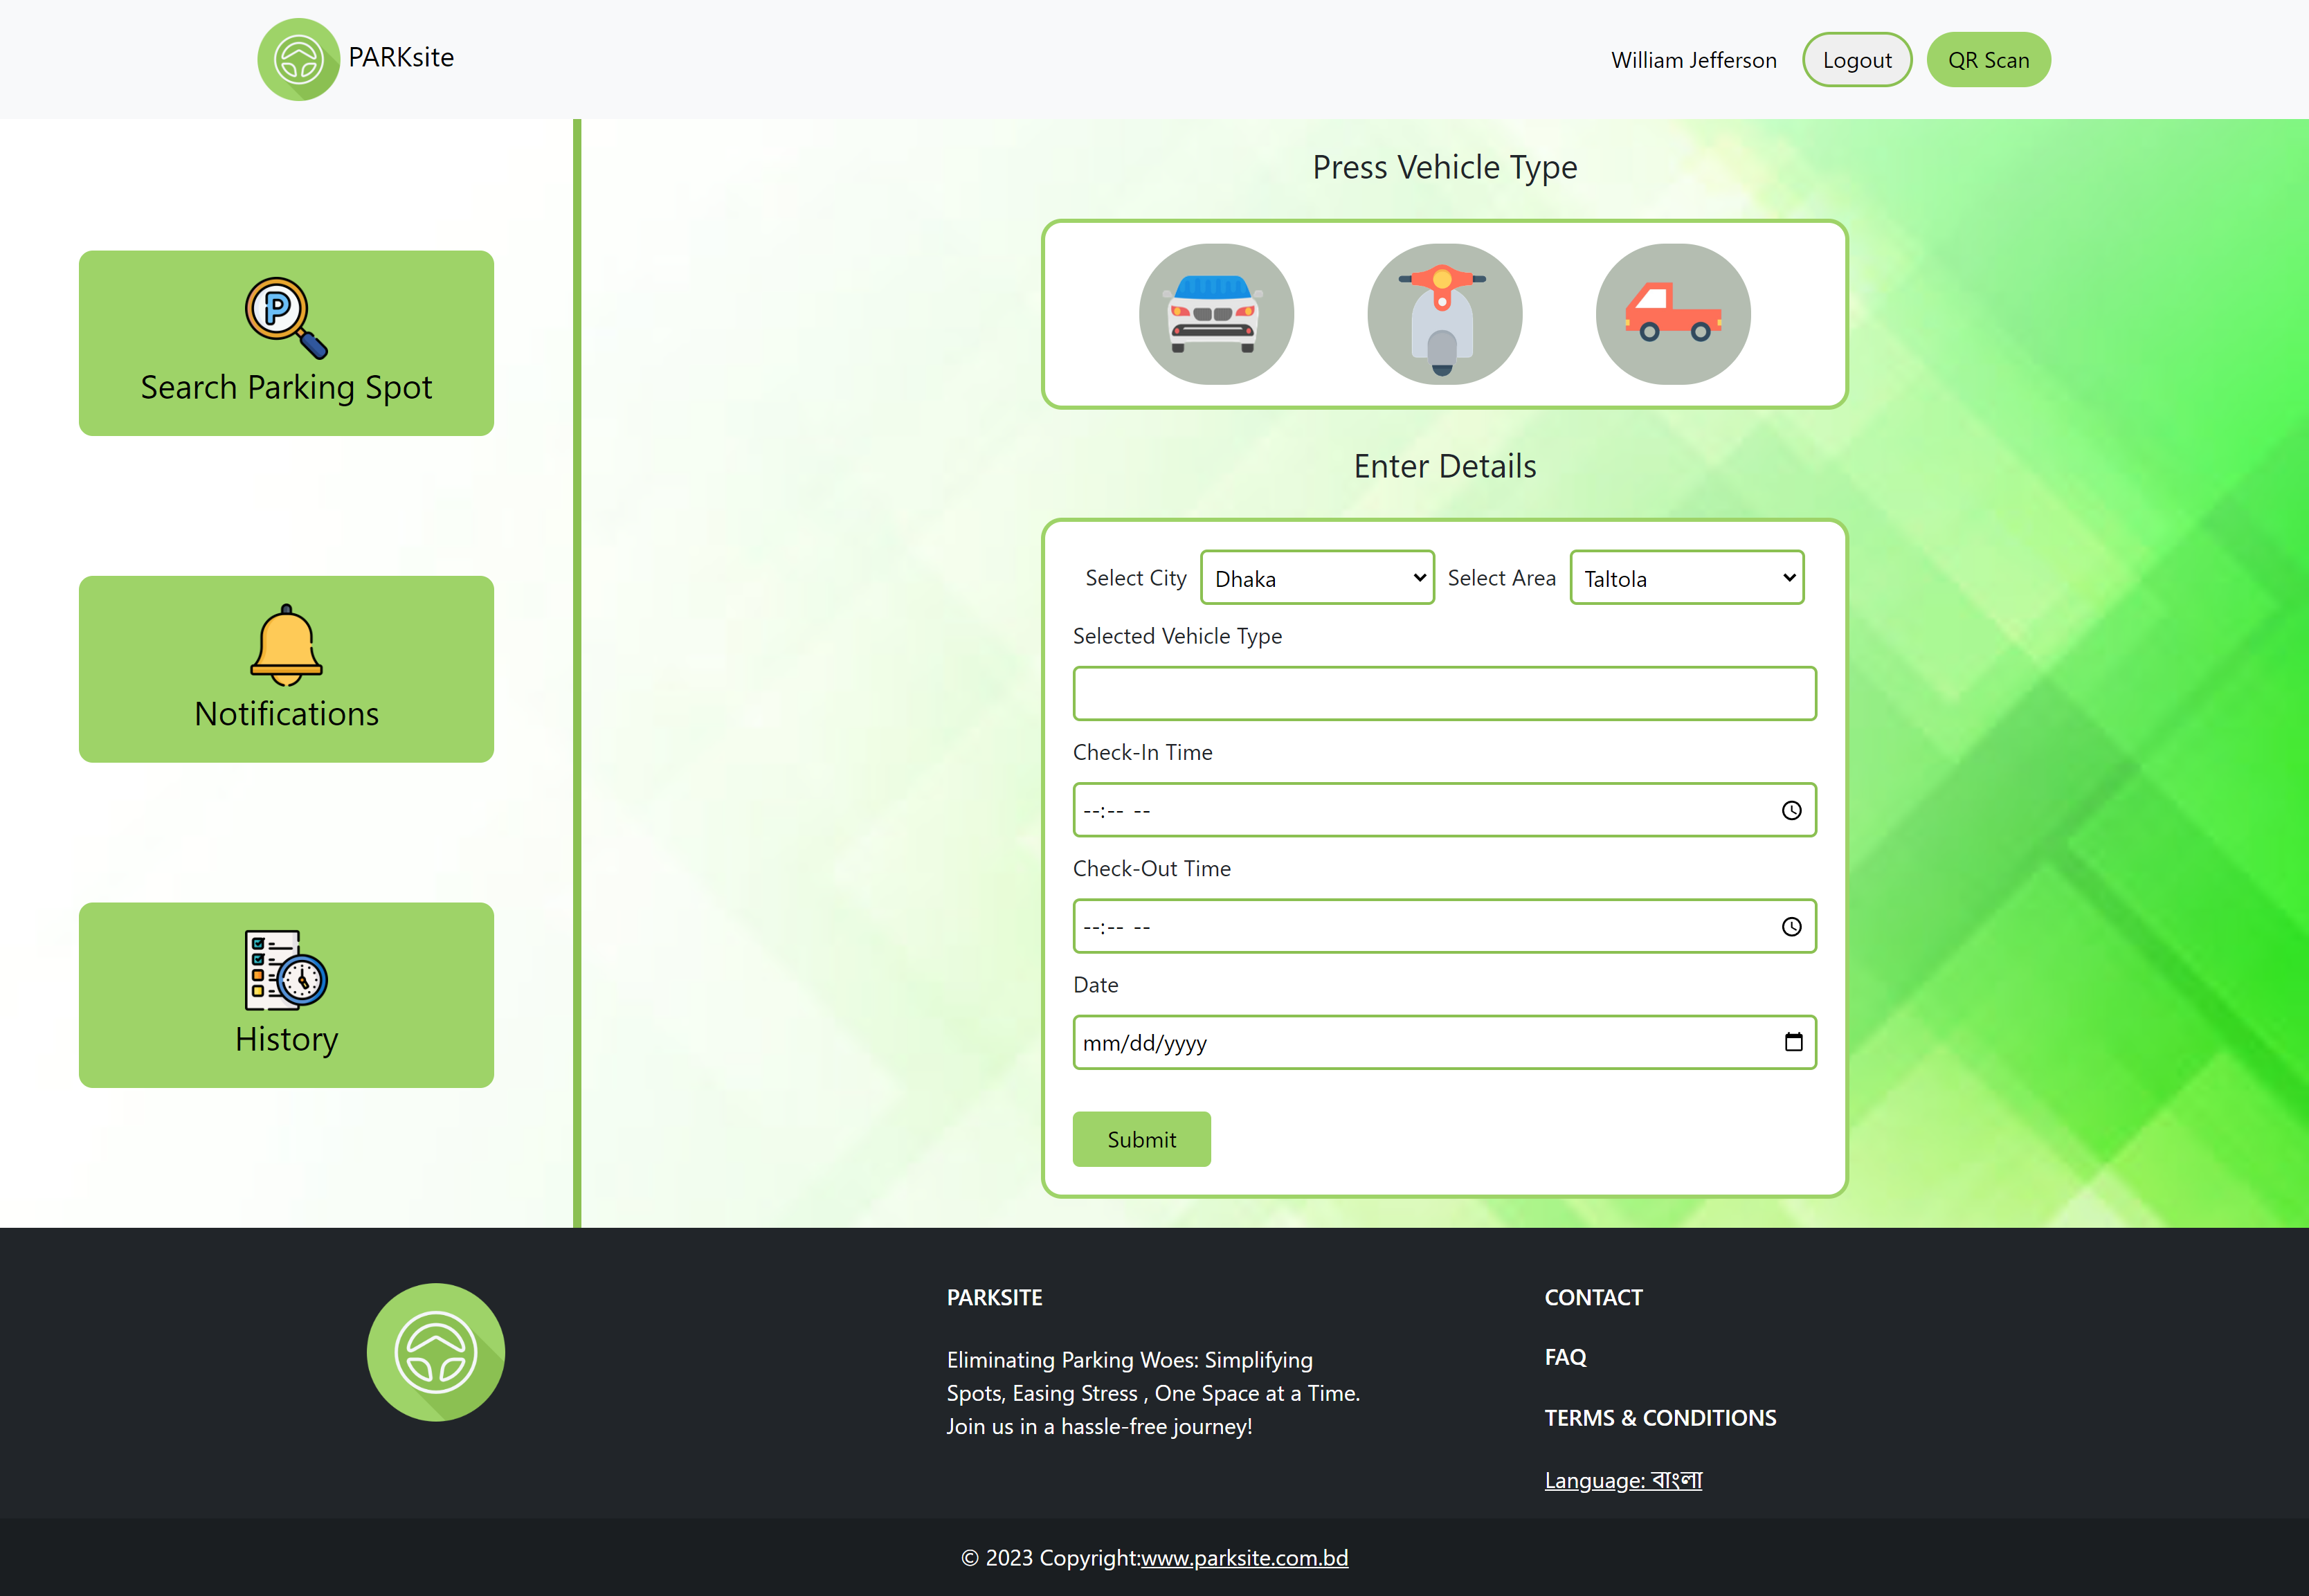 PARKsite
William Jefferson
Logout
QR Scan
Search Parking Spot
Notifications
History
Press Vehicle Type
Enter Details
Select City Dhaka Select Area Taltola
Selected Vehicle Type
Check-In Time
--:-- --
Check-Out Time
--:-- --
Date
mm/dd/yyyy
Submit
PARKSITE
Eliminating Parking Woes: Simplifying
Spots, Easing Stress , One Space at a Time.
Join us in a hassle-free journey!
CONTACT
FAQ
TERMS & CONDITIONS
Language: বাংলা
© 2023 Copyright:www.parksite.com.bd